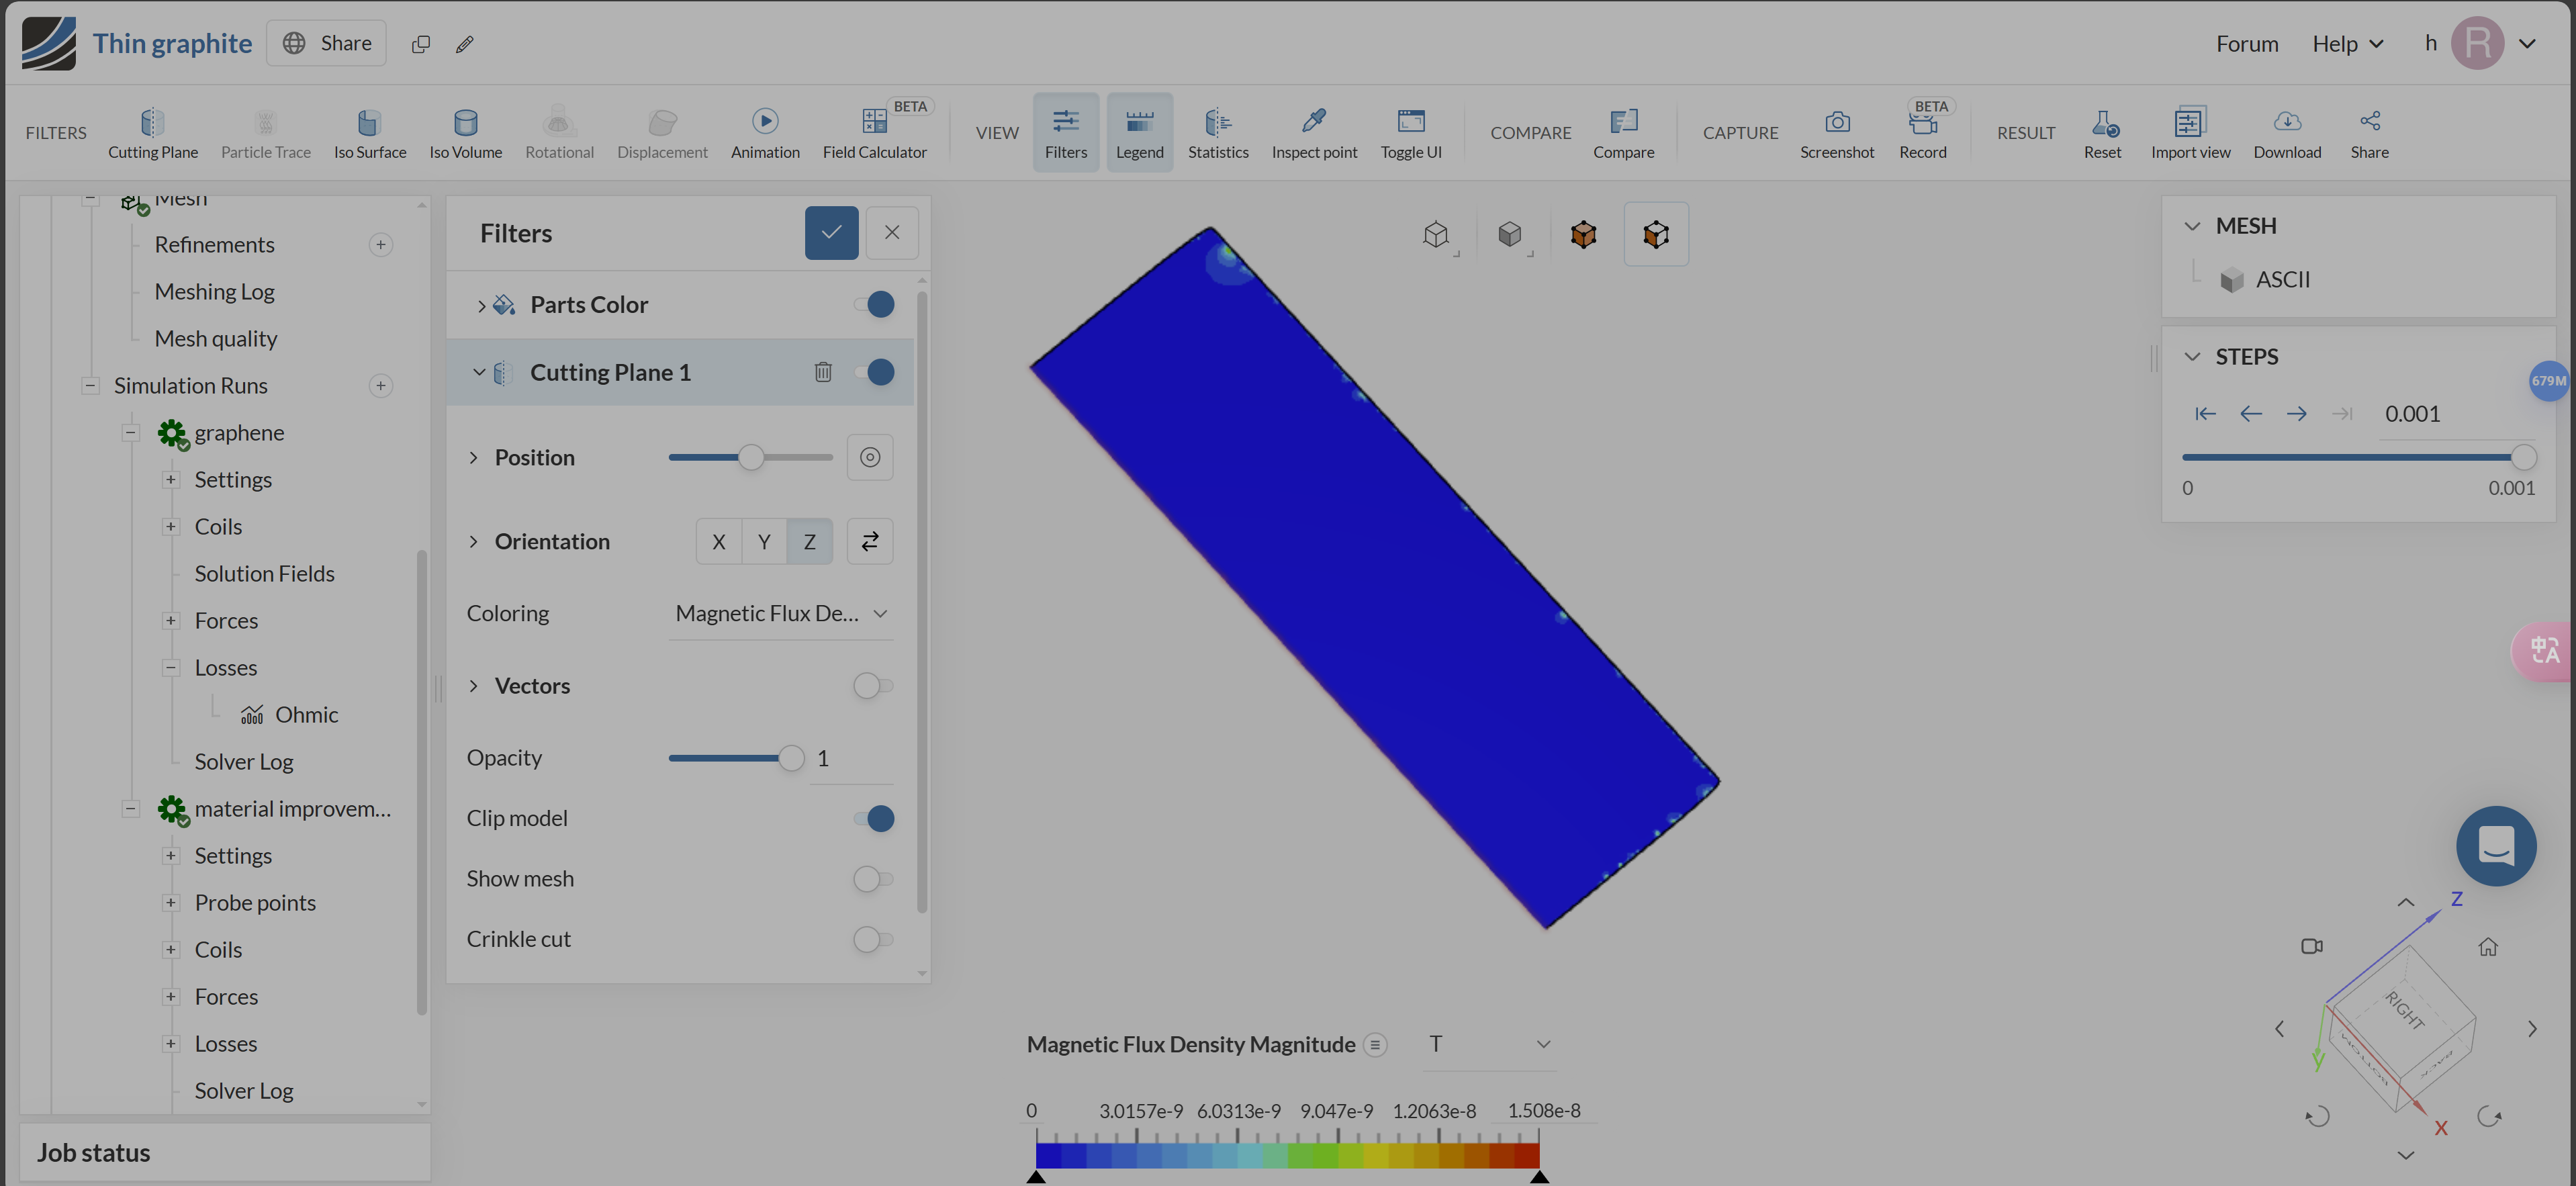 Thin graphite
Share
Forum
Help
h
R
FILTERS
Cutting Plane
Particle Trace
Iso Surface
Iso Volume
Rotational
Displacement
Animation
BETA
Field Calculator
VIEW
Filters
Legend
Statistics
Inspect point
Toggle UI
COMPARE
Compare
CAPTURE
Screenshot
BETA
Record
RESULT
Reset
Import view
Download
Share
Mesh
Refinements
Meshing Log
Mesh quality
Simulation Runs
graphene
Settings
Coils
Solution Fields
Forces
Losses
Ohmic
Solver Log
material improvem...
Settings
Probe points
Coils
Forces
Losses
Solver Log
Job status
Filters
Parts Color
Cutting Plane 1
Position
Orientation X Y Z
Coloring Magnetic Flux De...
Vectors
Opacity 1
Clip model
Show mesh
Crinkle cut
Magnetic Flux Density Magnitude T
0 3.0157e-9 6.0313e-9 9.047e-9 1.2063e-8 1.508e-8
MESH
ASCII
STEPS
0.001
0 0.001
679M
中A
Z
RIGHT
BOTTOM
BACK
y
X